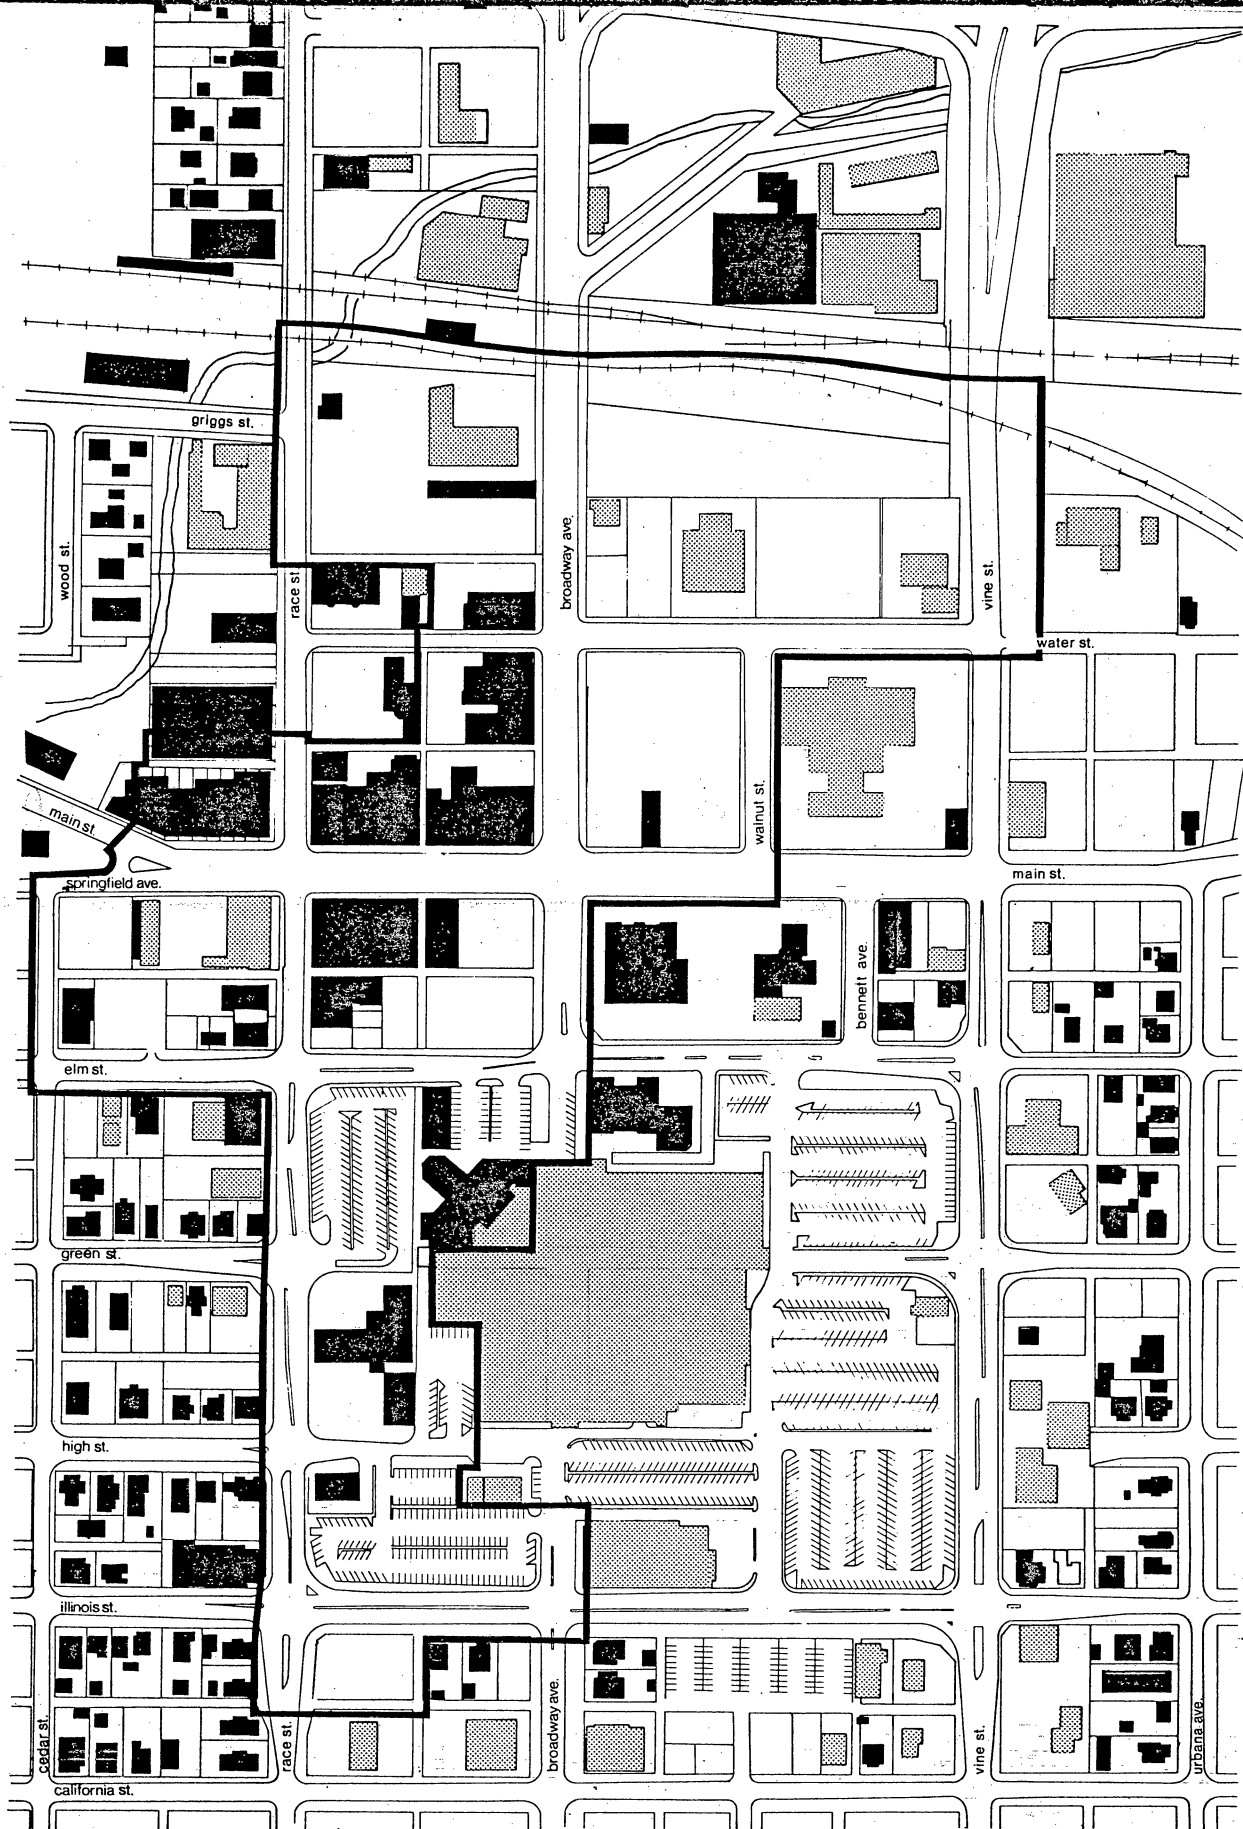 griggs st.
wood st.
race st.
broadway ave.
vine st.
water st.
walnut st.
main st.
springfield ave.
main st.
bennett ave.
elm st.
green st.
high st.
illinois st.
cedar st.
race st.
broadway ave.
vine st.
urbana ave.
california st.